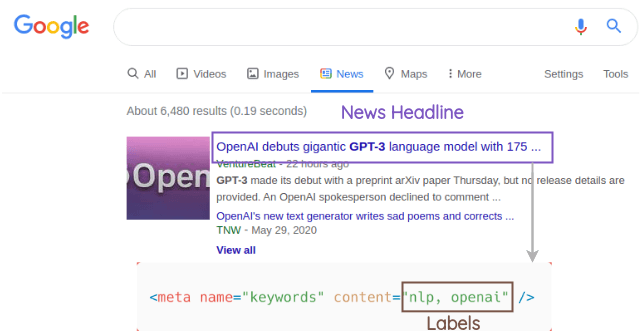 Google
All Videos Images News Maps More Settings Tools
About 6,480 results (0.19 seconds)
News Headline
OpenAI debuts gigantic GPT-3 language model with 175 ...
VentureBeat - 22 hours ago
GPT-3 made its debut with a preprint arXiv paper Thursday, but no release details are
provided. An OpenAI spokesperson declined to comment ...
OpenAI's new text generator writes sad poems and corrects ...
TNW - May 29, 2020
View all
Open
<meta name="keywords" content="nlp, openai" />
Labels